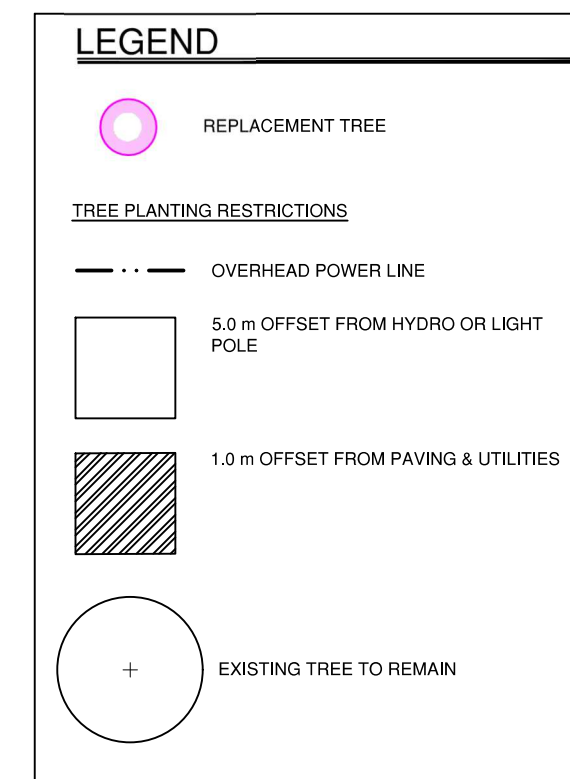 LEGEND
REPLACEMENT TREE
TREE PLANTING RESTRICTIONS
OVERHEAD POWER LINE
5.0 m OFFSET FROM HYDRO OR LIGHT
POLE
1.0 m OFFSET FROM PAVING & UTILITIES
EXISTING TREE TO REMAIN